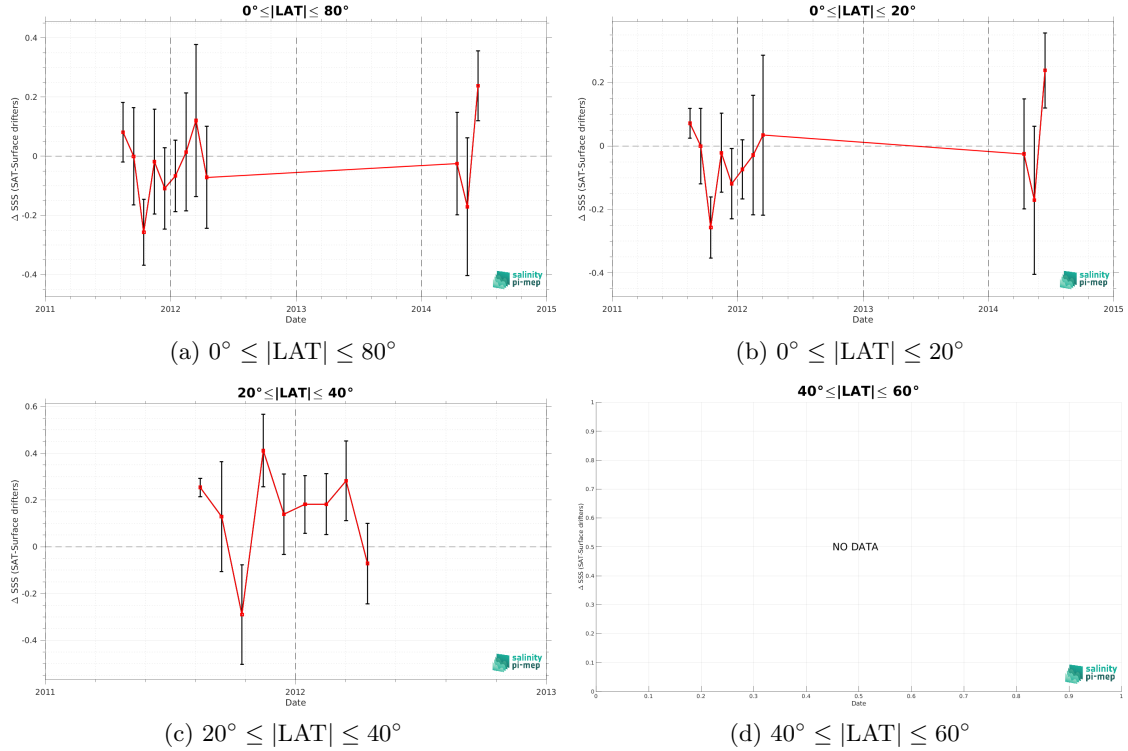 0°≤|LAT|≤ 80°
Δ SSS (SAT-Surface drifters)
0.4
0.2
0
-0.2
-0.4
2011
2012
2013
2014
2015
Date
salinity
pi-mep
(a) 0° ≤ |LAT| ≤ 80°
0°≤|LAT|≤ 20°
Δ SSS (SAT-Surface drifters)
0.2
0
-0.2
-0.4
2011
2012
2013
2014
2015
Date
salinity
pi-mep
(b) 0° ≤ |LAT| ≤ 20°
20°≤|LAT|≤ 40°
Δ SSS (SAT-Surface drifters)
0.6
0.4
0.2
0
-0.2
-0.4
2011
2012
2013
Date
salinity
pi-mep
(c) 20° ≤ |LAT| ≤ 40°
40°≤|LAT|≤ 60°
Δ SSS (SAT-Surface drifters)
1
0.9
0.8
0.7
0.6
0.5
0.4
0.3
0.2
0.1
0
NO DATA
0
0.1
0.2
0.3
0.4
0.5
0.6
0.7
0.8
0.9
1
Date
salinity
pi-mep
(d) 40° ≤ |LAT| ≤ 60°